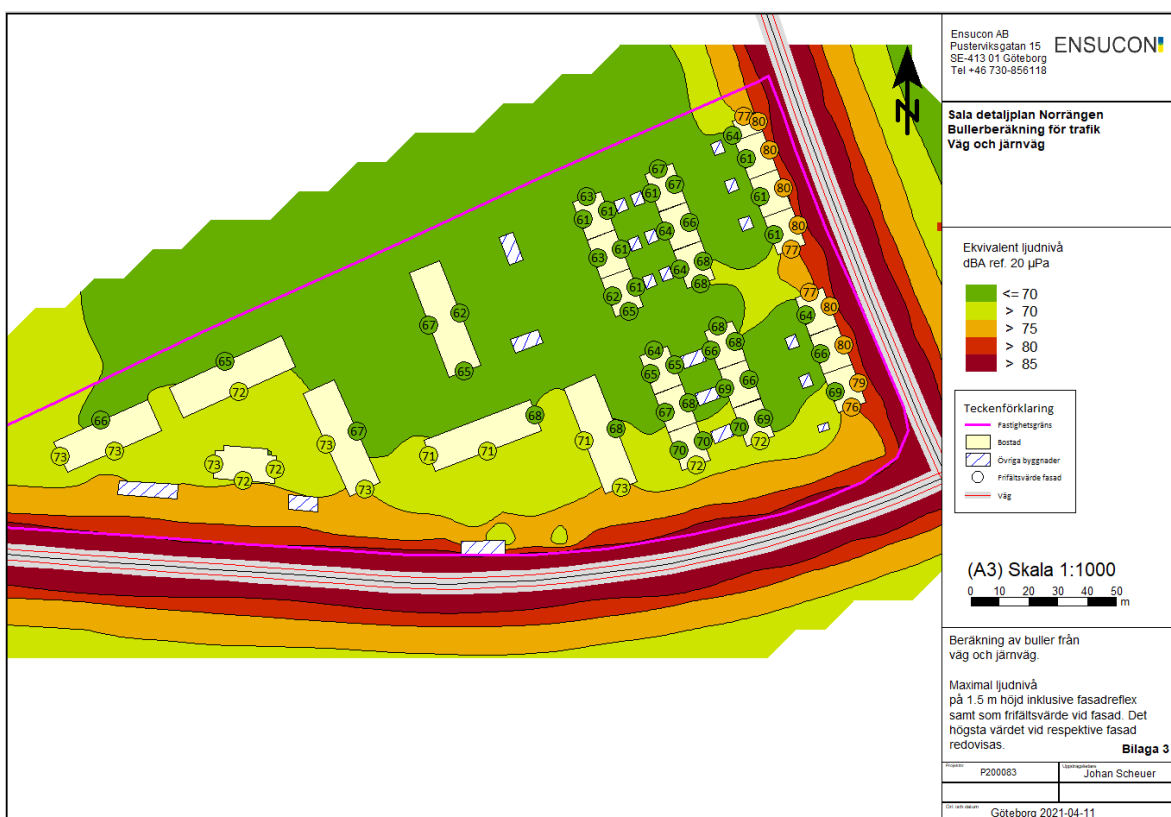 Ensucon AB
Pusterviksgatan 15
SE-413 01 Göteborg
Tel +46 730-856118
ENSUCON
N
Sala detaljplan Norrängen
Bullerberäkning för trafik
Väg och järnväg
Ekvivalent ljudnivå
dBA ref. 20 µPa
<= 70
> 70
> 75
> 80
> 85
Teckenförklaring
Fastighetsgräns
Bostad
Övriga byggnader
Frifältsvärde fasad
Väg
(A3) Skala 1:1000
0 10 20 30 40 50
m
Beräkning av buller från
väg och järnväg.
Maximal ljudnivå
på 1.5 m höjd inklusive fasadreflex
samt som frifältsvärde vid fasad. Det
högsta värdet vid respektive fasad
redovisas.
Bilaga 3
P200083
Uppdragsledare
Johan Scheuer
Ort och datum
Göteborg 2021-04-11
77 80
64 80
61
61 80
61 80
77
67
63 61 67
61 61
66
61 64
63
68
61 64
62 68
65
62
67
65
77
80
64
80
66
79
69
76
68
64 66 68
65 65
66
69
68
67
69
70 70 70
72 72
65
72
66
73 73
73 72
72
67
73
73
68
71 71
68
71
73